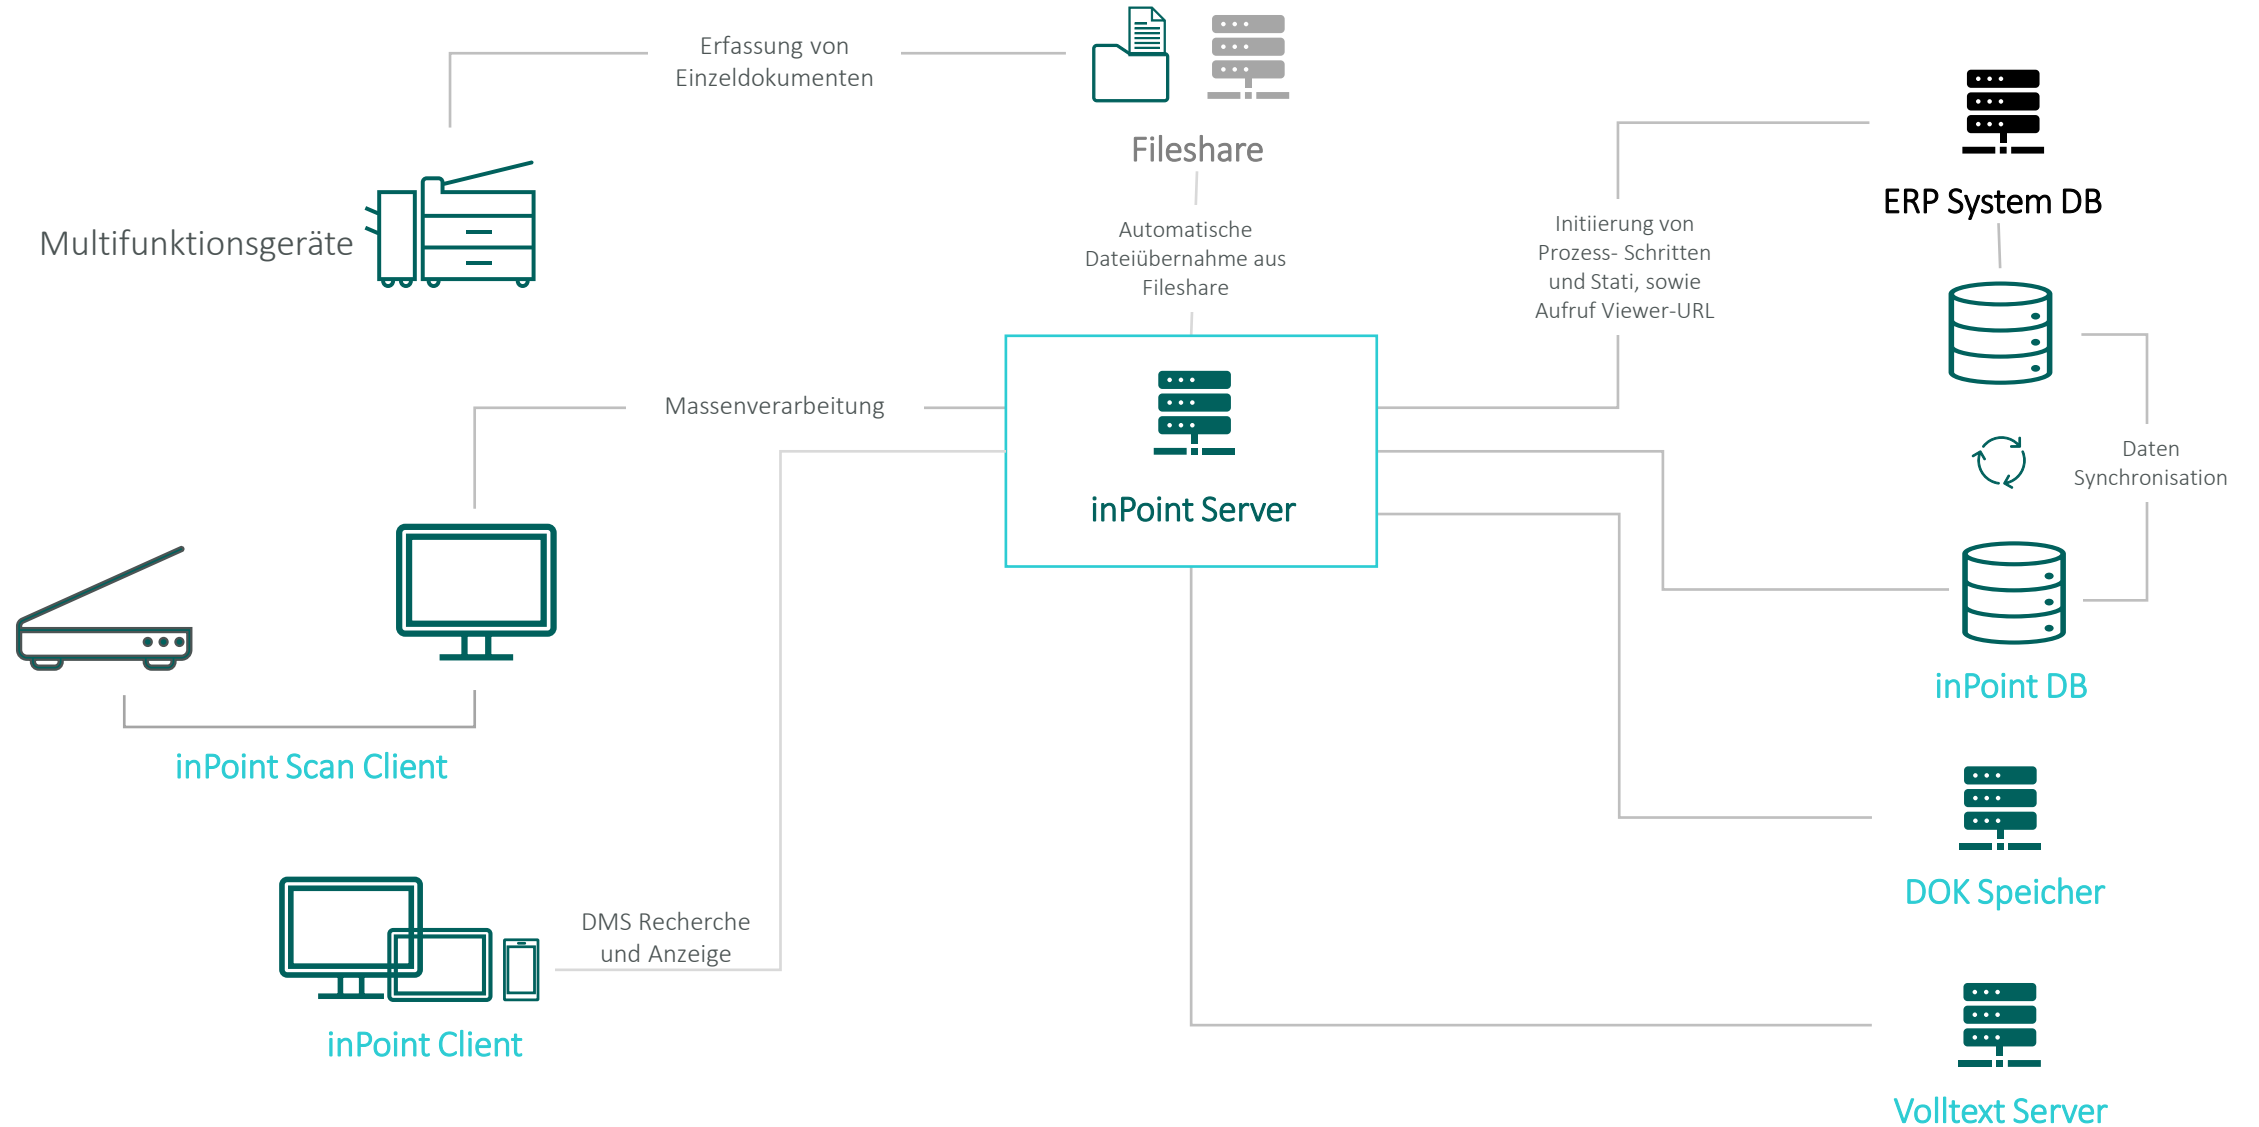 Erfassung von
Einzeldokumenten
Fileshare
Multifunktionsgeräte
Automatische
Dateiübernahme aus
Fileshare
Initiierung von
Prozess- Schritten
und Stati, sowie
Aufruf Viewer-URL
ERP System DB
Massenverarbeitung
inPoint Server
Daten
Synchronisation
inPoint DB
inPoint Scan Client
DOK Speicher
DMS Recherche
und Anzeige
inPoint Client
Volltext Server